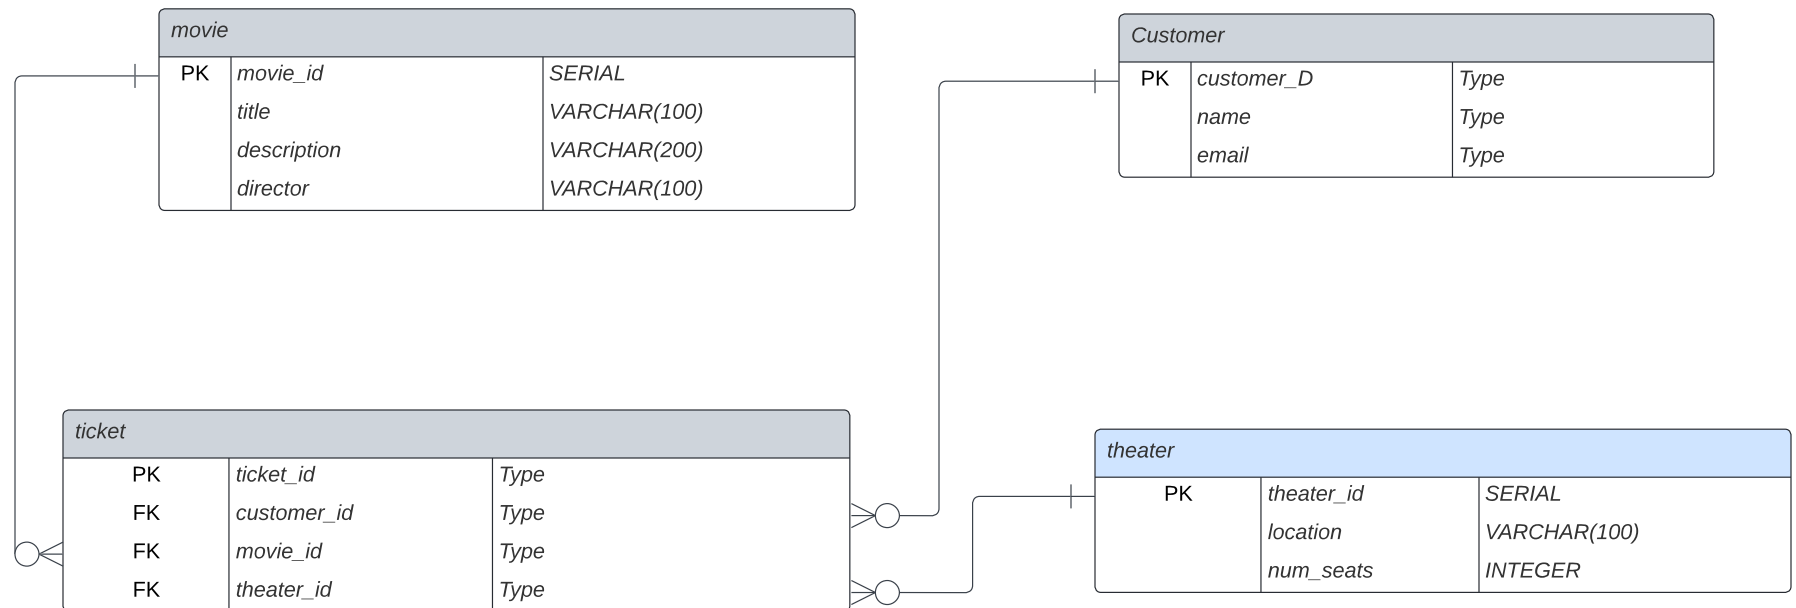 movie
PK movie_id SERIAL
title VARCHAR(100)
description VARCHAR(200)
director VARCHAR(100)
Customer
PK customer_D Type
name Type
email Type
ticket
PK ticket_id Type
FK customer_id Type
FK movie_id Type
FK theater_id Type
theater
PK theater_id SERIAL
location VARCHAR(100)
num_seats INTEGER